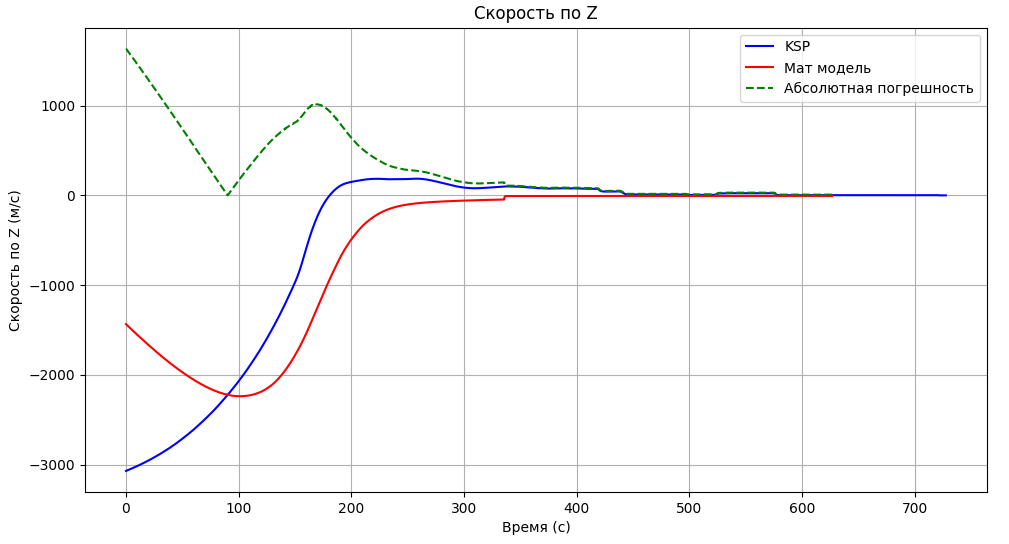 Скорость по Z
KSP
Мат модель
Абсолютная погрешность
Скорость по Z (м/с)
1000
0
−1000
−2000
−3000
0 100 200 300 400 500 600 700
Время (с)